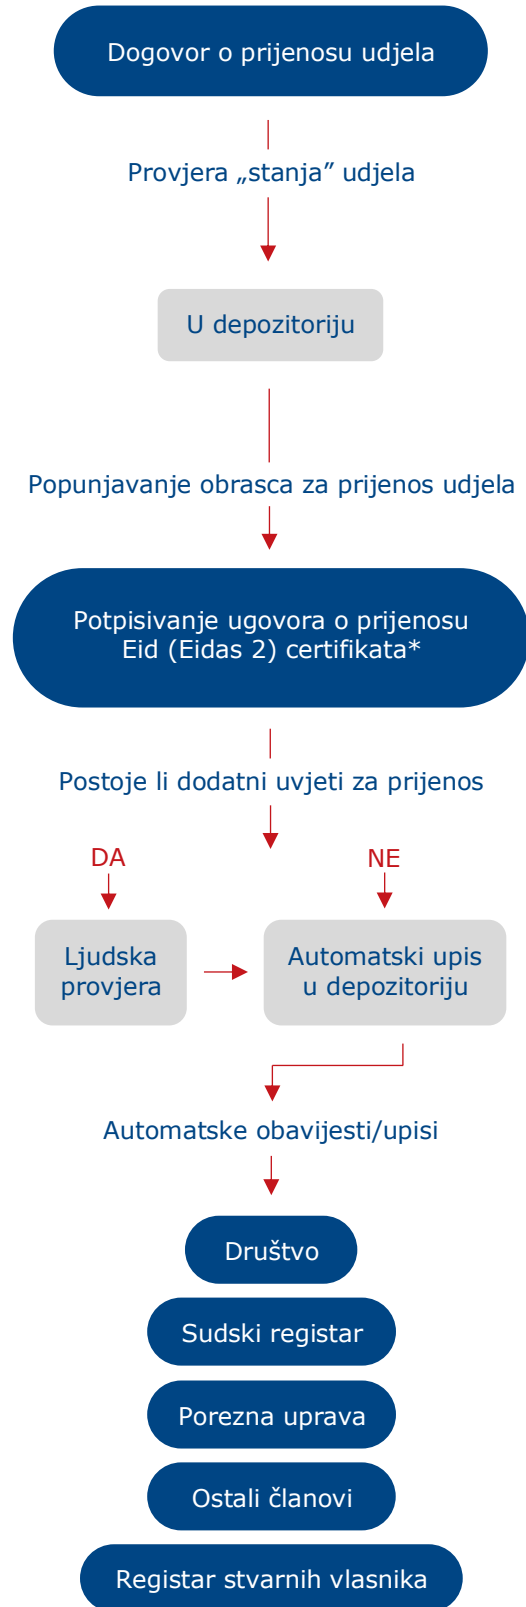 Dogovor o prijenosu udjela
Provjera „stanja” udjela
U depozitoriju
Popunjavanje obrasca za prijenos udjela
Potpisivanje ugovora o prijenosu
Eid (Eidas 2) certifikata*
Postoje li dodatni uvjeti za prijenos
DA
NE
Ljudska
provjera
Automatski upis
u depozitoriju
Automatske obavijesti/upisi
Društvo
Sudski registar
Porezna uprava
Ostali članovi
Registar stvarnih vlasnika